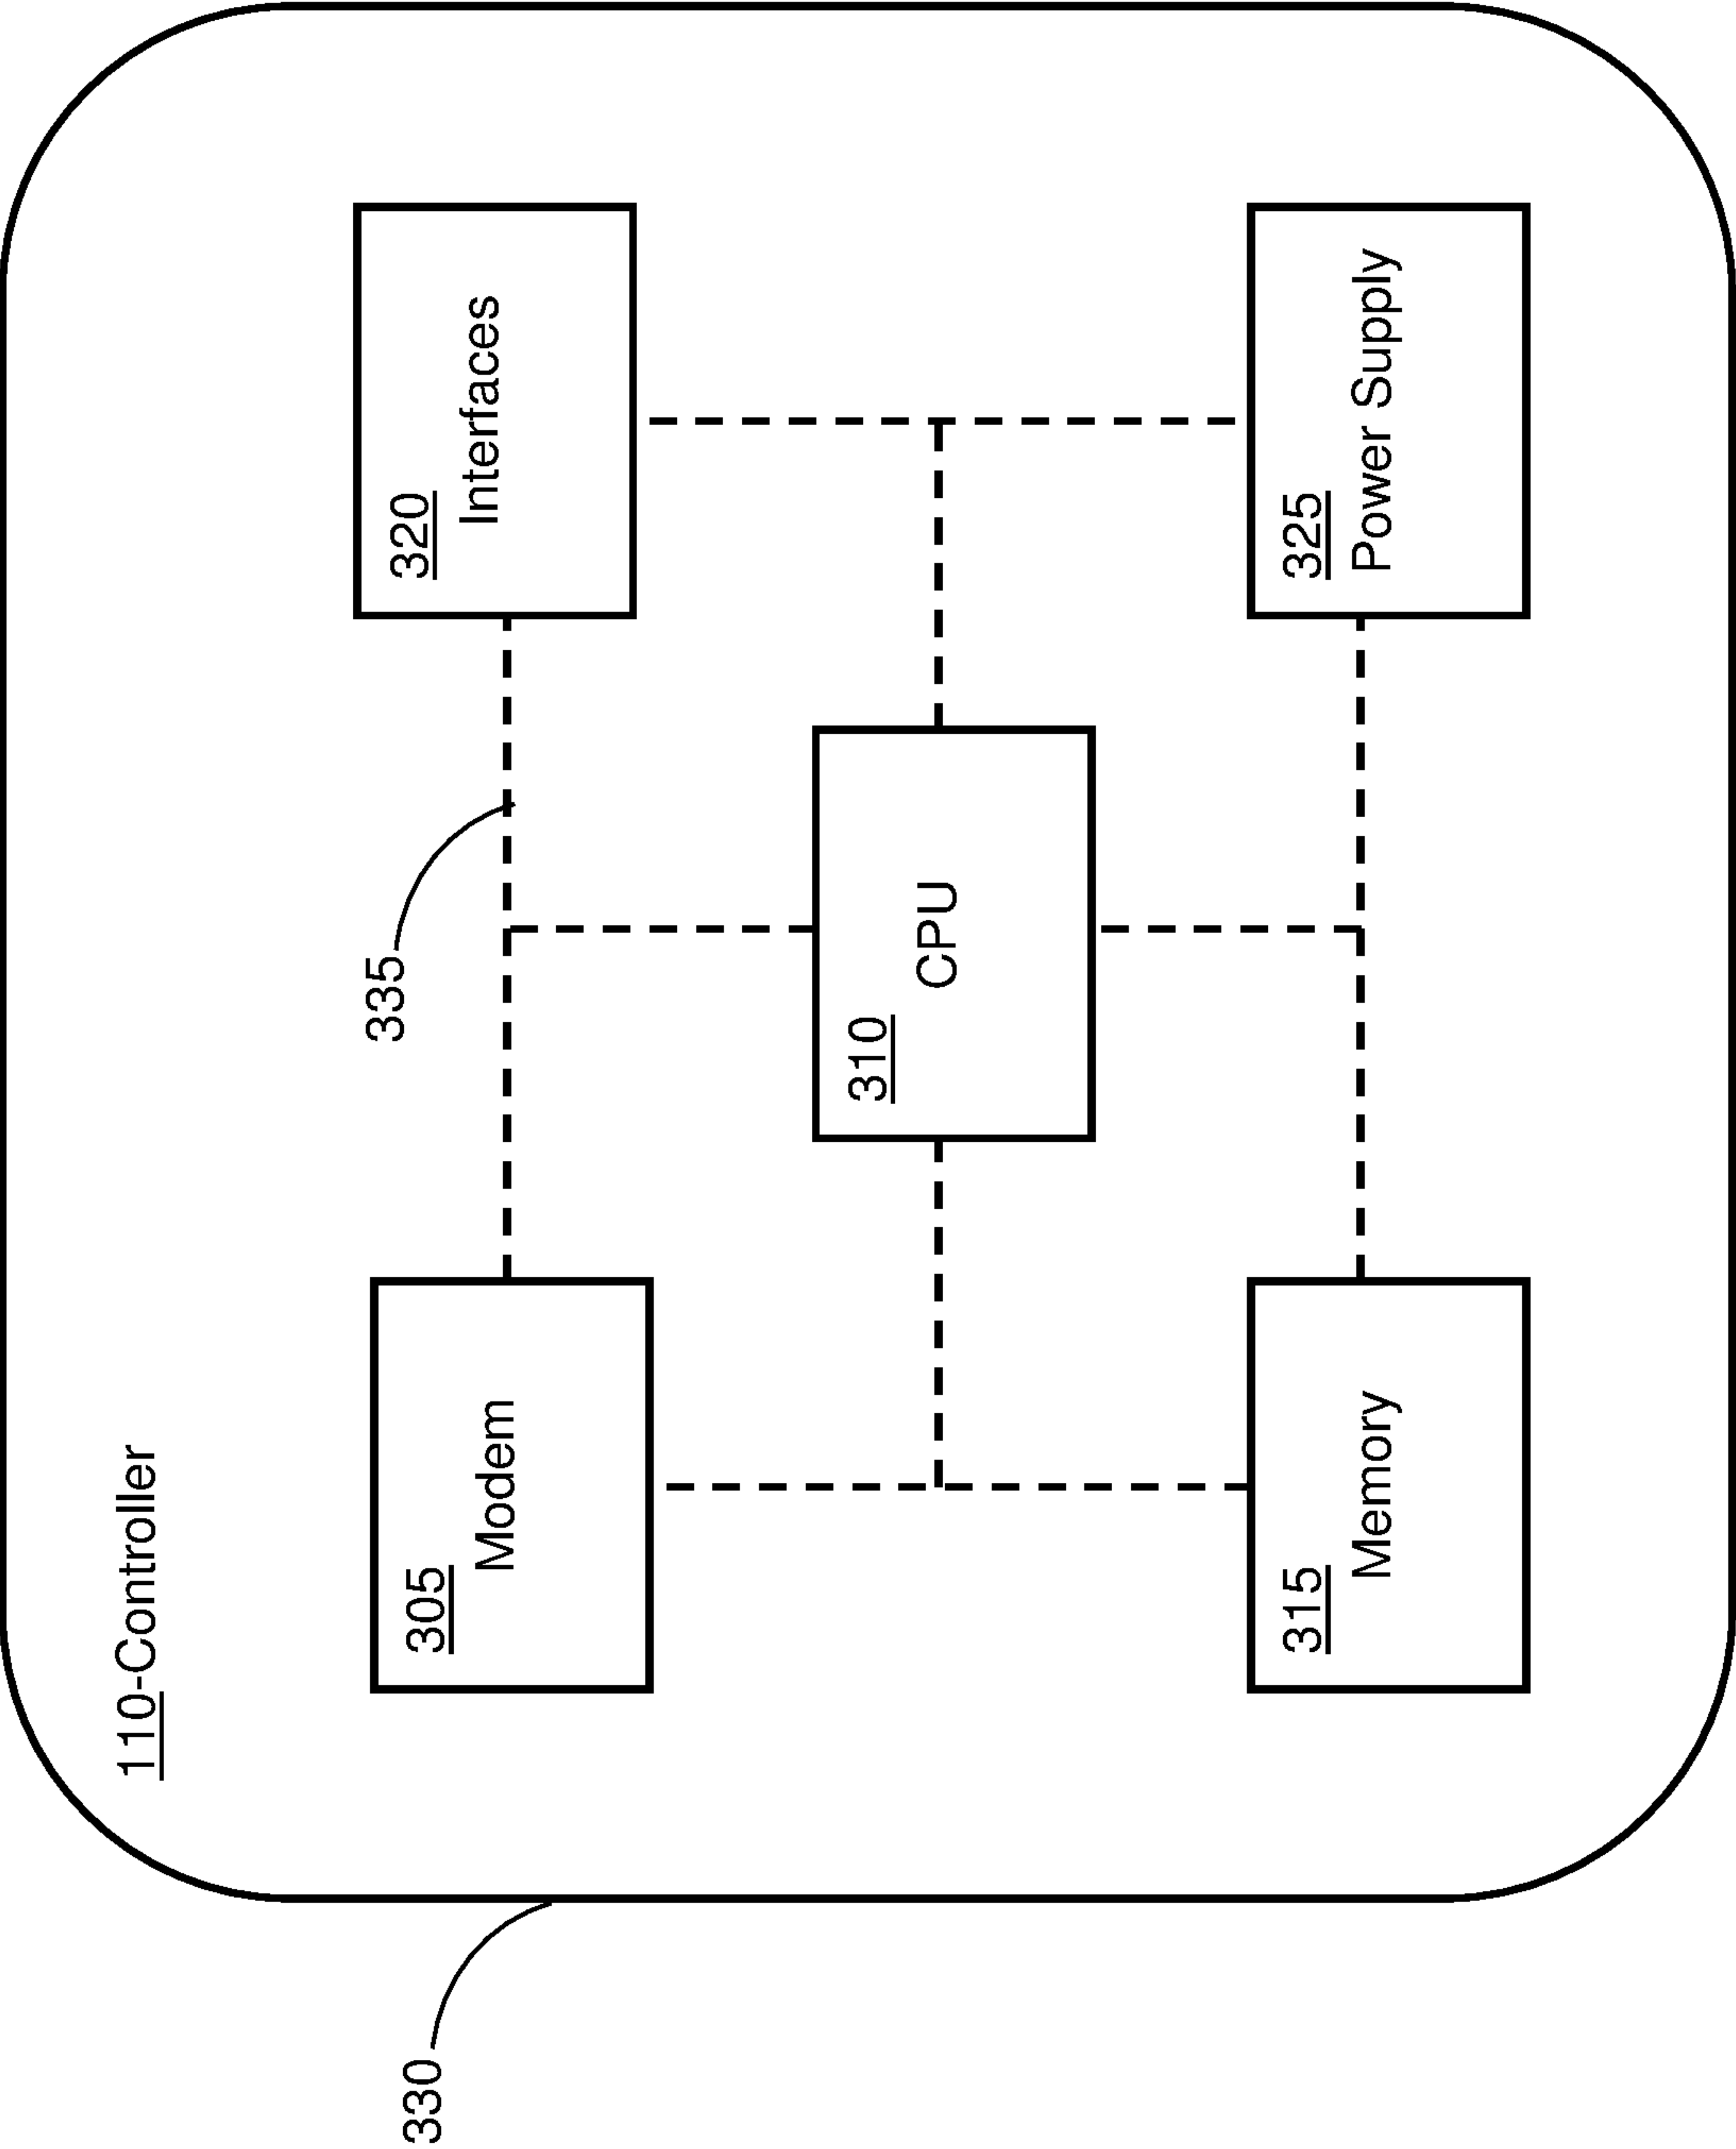 110-Controller
305
Modem
335
320
Interfaces
310
CPU
315
Memory
325
Power Supply
330